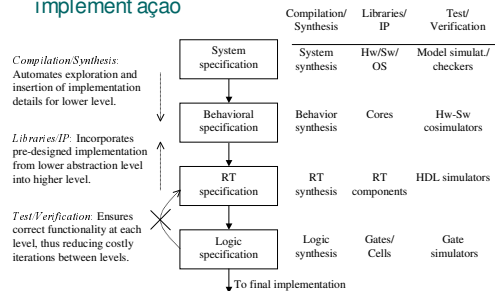 implement ação
Compilation/Synthesis: Automates exploration and insertion of implementation details for lower level.
Libraries/IP: Incorporates pre-designed implementation from lower abstraction level into higher level.
Test/Verification: Ensures correct functionality at each level, thus reducing costly iterations between levels.
System specification
Behavioral specification
RT specification
Logic specification
To final implementation
Compilation/ Synthesis
Libraries/ IP
Test/ Verification
System synthesis
Hw/Sw/ OS
Model simulat./ checkers
Behavior synthesis
Cores
Hw-Sw cosimulators
RT synthesis
RT components
HDL simulators
Logic synthesis
Gates/ Cells
Gate simulators